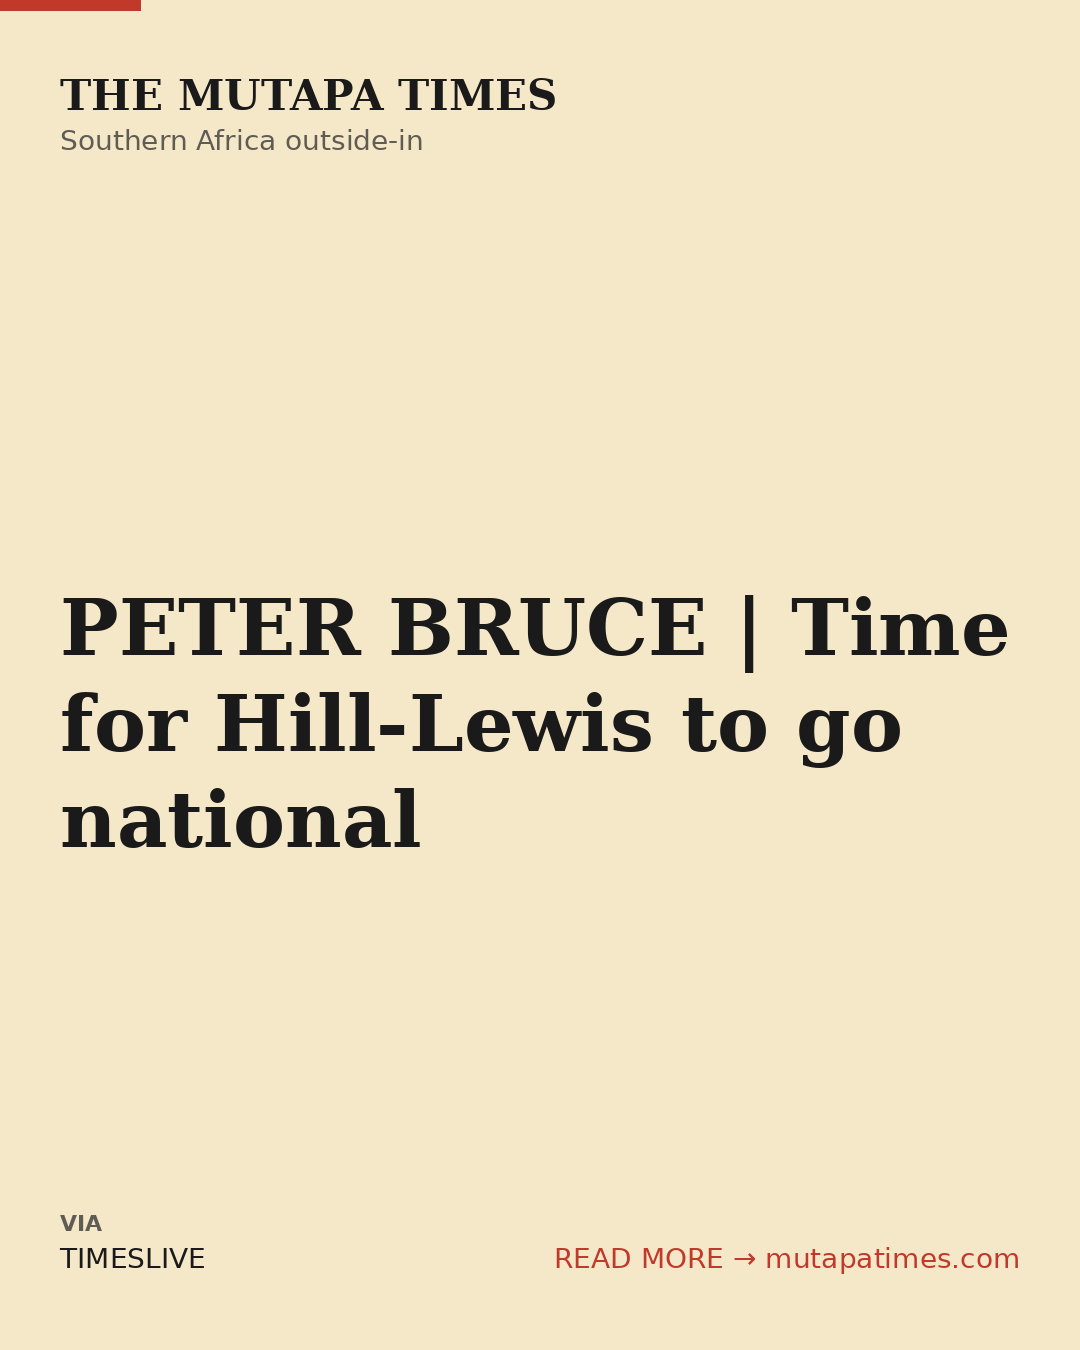 THE MUTAPA TIMES
Southern Africa outside-in
PETER BRUCE | Time
for Hill-Lewis to go
national
VIA
TIMESLIVE
READ MORE → mutapatimes.com